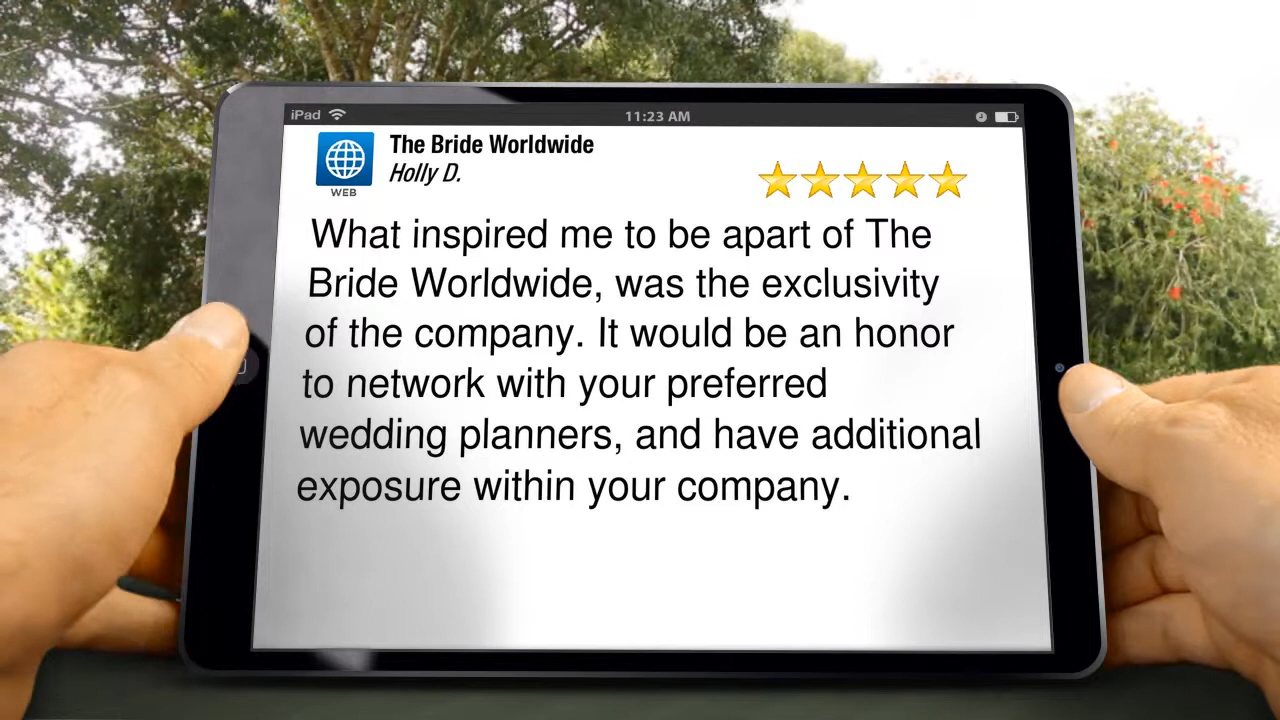 iPad 11:23 AM
The Bride Worldwide
Holly D.
WEB
What inspired me to be apart of The
Bride Worldwide, was the exclusivity
of the company. It would be an honor
to network with your preferred
wedding planners, and have additional
exposure within your company.